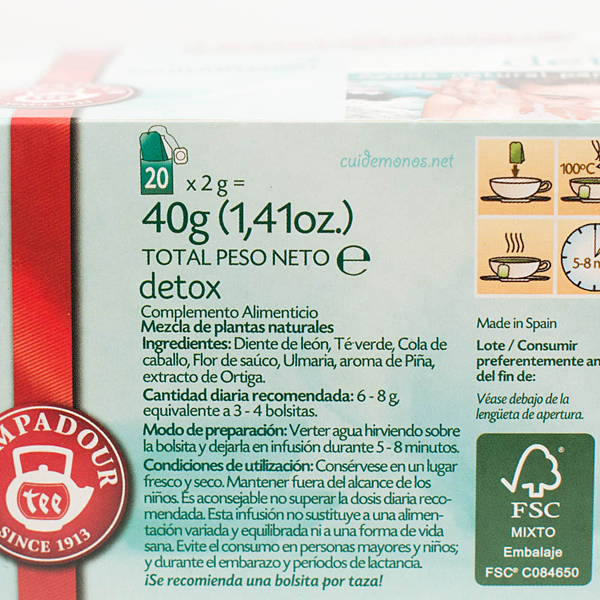 SINCE 1913
cuidemonos.net
20 x 2 g =
40g (1,41oz.)
TOTAL PESO NETO e
detox
Complemento Alimenticio
Mezcla de plantas naturales
Ingredientes: Diente de león, Té verde, Cola de
caballo, Flor de saúco, Ulmaria, aroma de Piña,
extracto de Ortiga.
Cantidad diaria recomendada: 6 - 8 g,
equivalente a 3 - 4 bolsitas.
Modo de preparación: Verter agua hirviendo sobre
la bolsita y dejarla en infusión durante 5 - 8 minutos.
Condiciones de utilización: Consérvese en un lugar
fresco y seco. Mantener fuera del alcance de los
niños. Es aconsejable no superar la dosis diaria reco-
mendada. Esta infusión no sustituye a una alimen-
tación variada y equilibrada ni a una forma de vida
sana. Evite el consumo en personas mayores y niños;
y durante el embarazo y períodos de lactancia.
¡Se recomienda una bolsita por taza!
MPADOUR
tee
SINCE 1913
100°C
5-8 m
Made in Spain
Lote / Consumir
preferentemente an
del fin de:
Véase debajo de la
lengüeta de apertura.
FSC
MIXTO
Embalaje
FSC® C084650